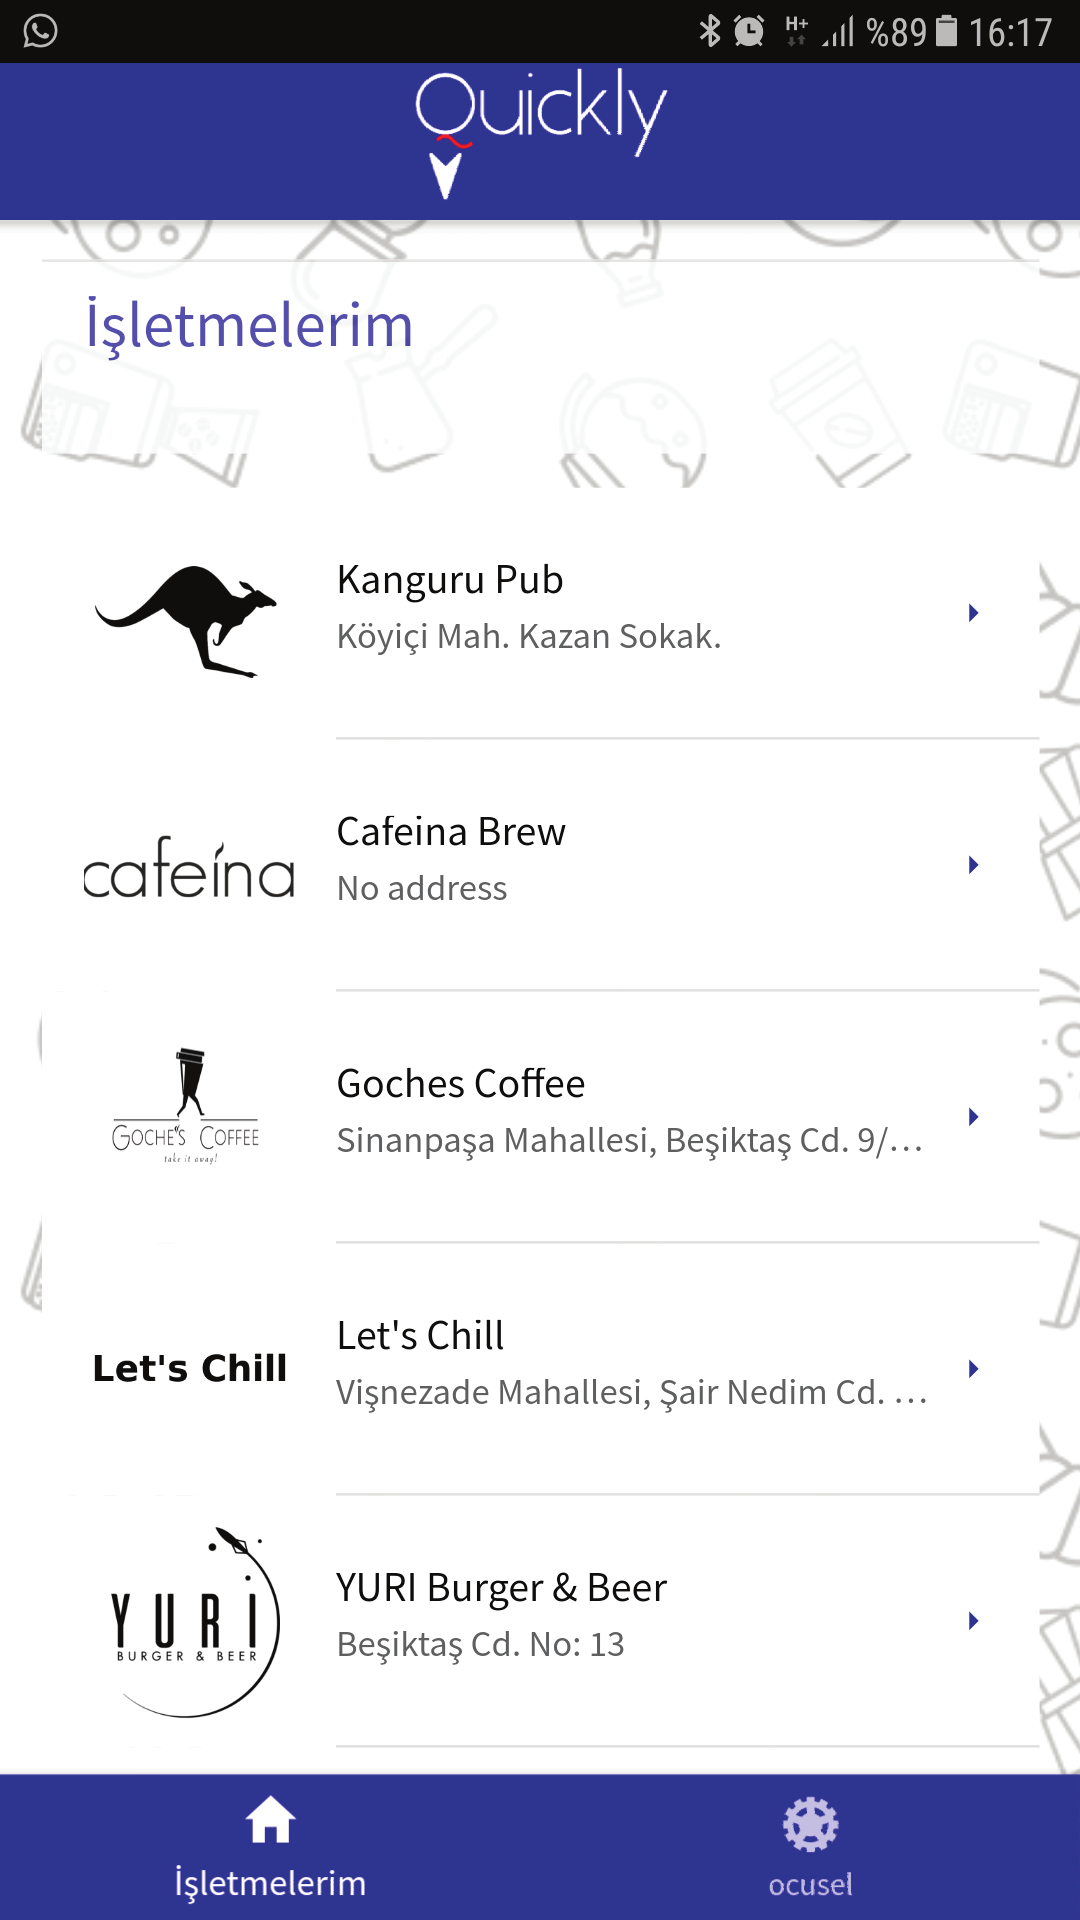 H+ %89 16:17
Quickly
İşletmelerim
Kanguru Pub
Köyiçi Mah. Kazan Sokak.
cafeína
Cafeina Brew
No address
GOCHE'S COFFEE
take it away!
Goches Coffee
Sinanpaşa Mahallesi, Beşiktaş Cd. 9/...
Let's Chill
Let's Chill
Vişnezade Mahallesi, Şair Nedim Cd. ...
YURI
BURGER & BEER
YURI Burger & Beer
Beşiktaş Cd. No: 13
İşletmelerim
ocusel